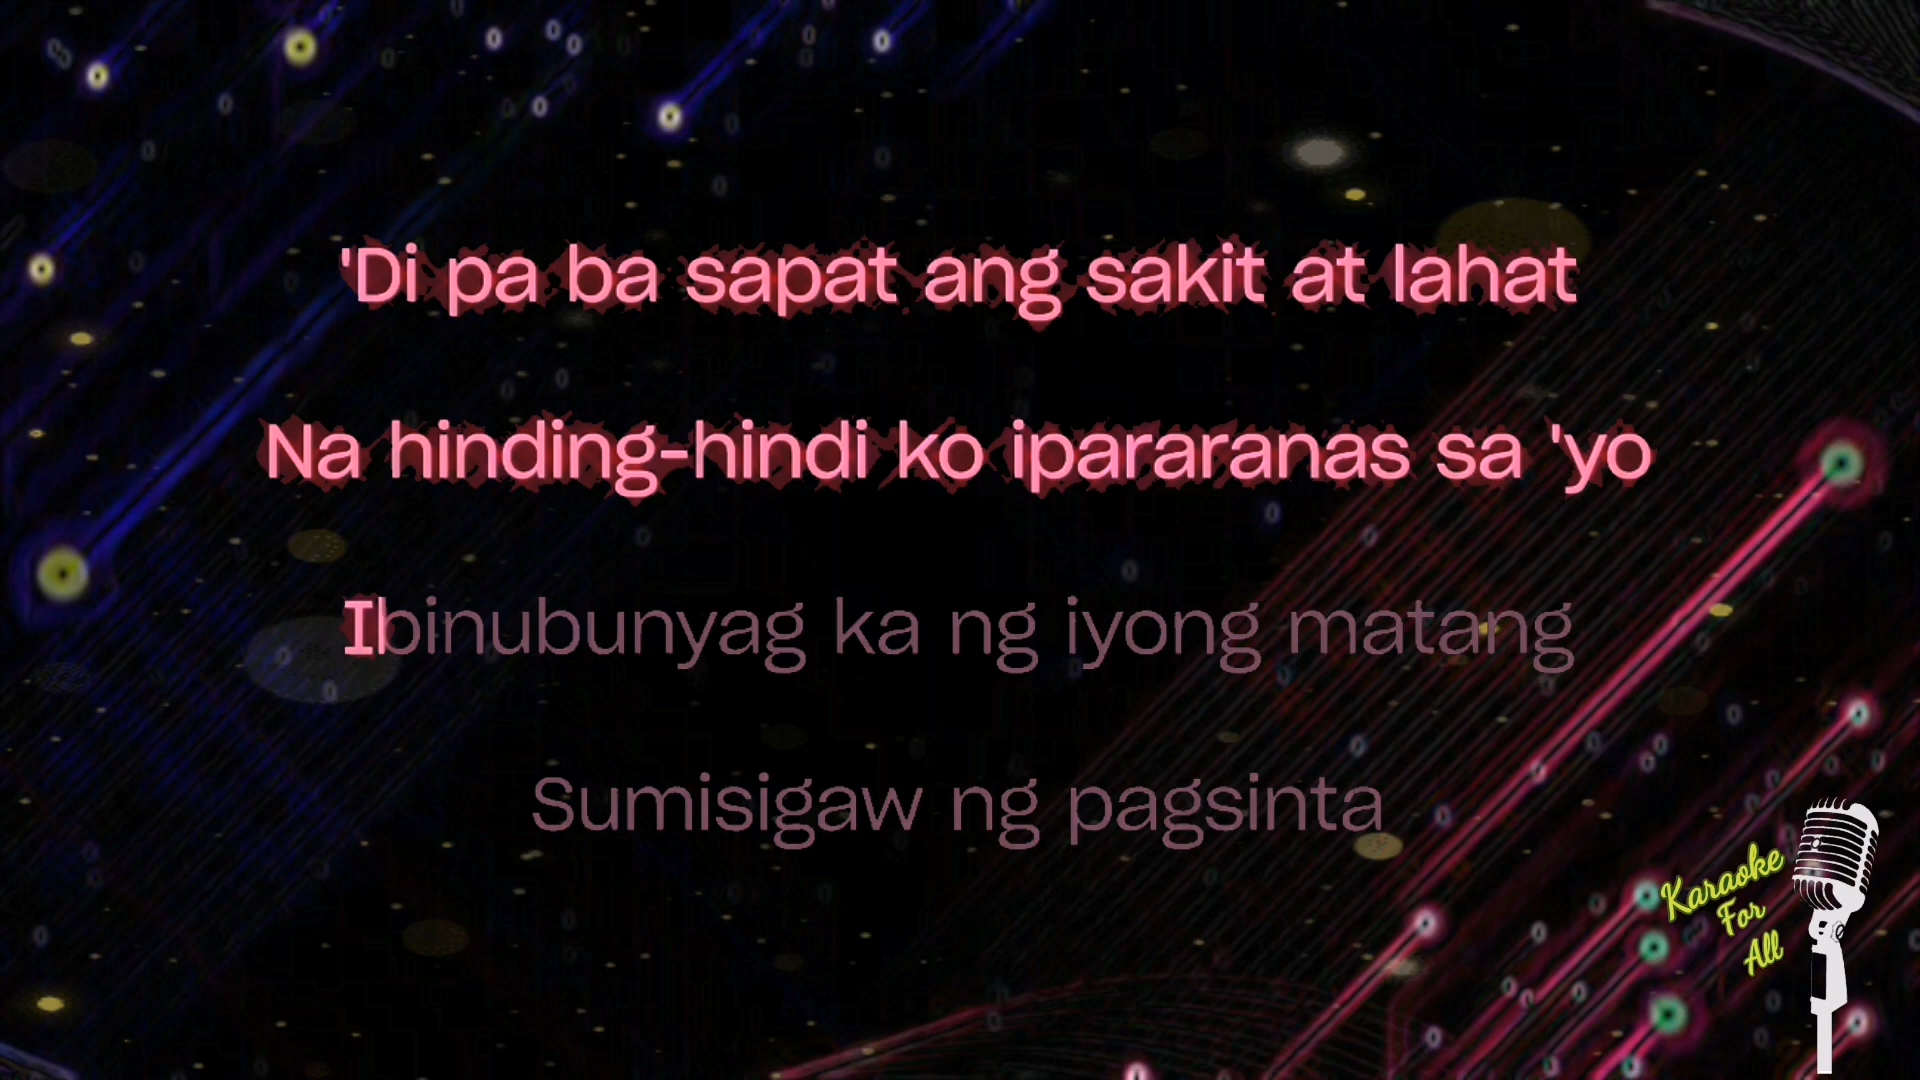 'Di pa ba sapat ang sakit at lahat
Na hinding-hindi ko ipararanas sa 'yo
Ibinubunyag ka ng iyong matang
Sumisigaw ng pagsinta
Karaoke
For
All